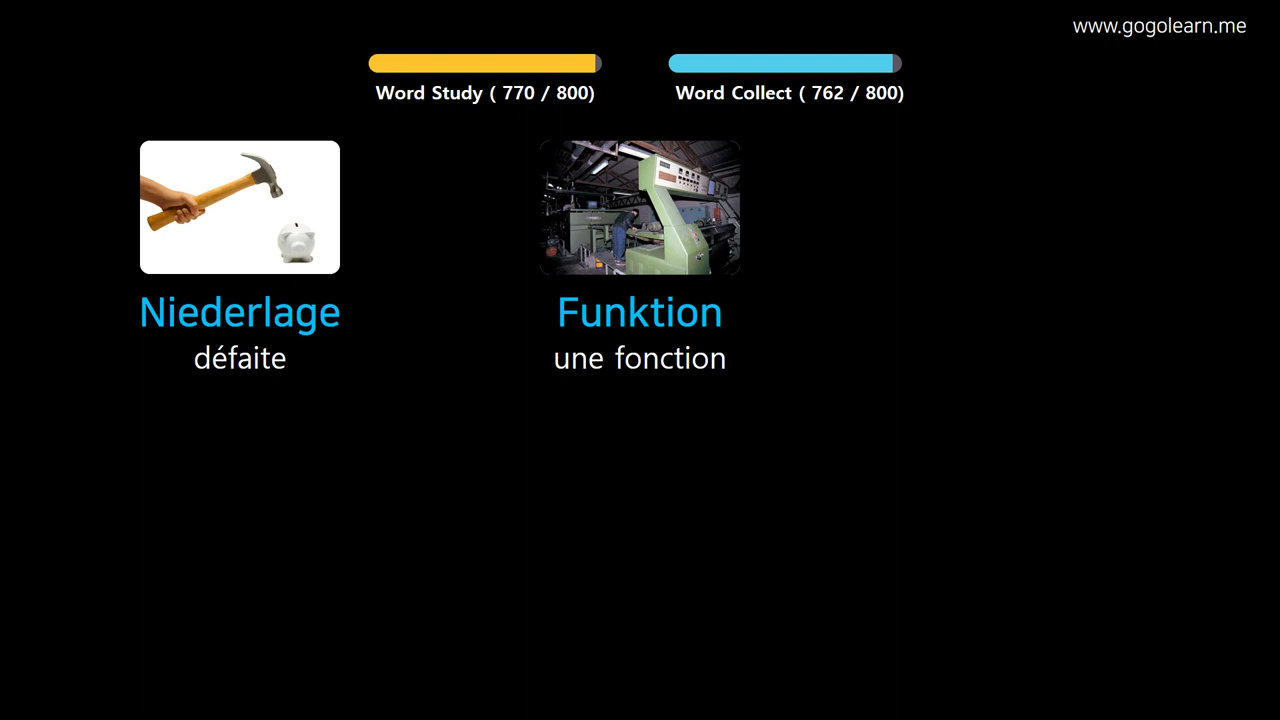 www.gogolearn.me
Word Study ( 770 / 800)
Word Collect ( 762 / 800)
Niederlage
défaite
Funktion
une fonction